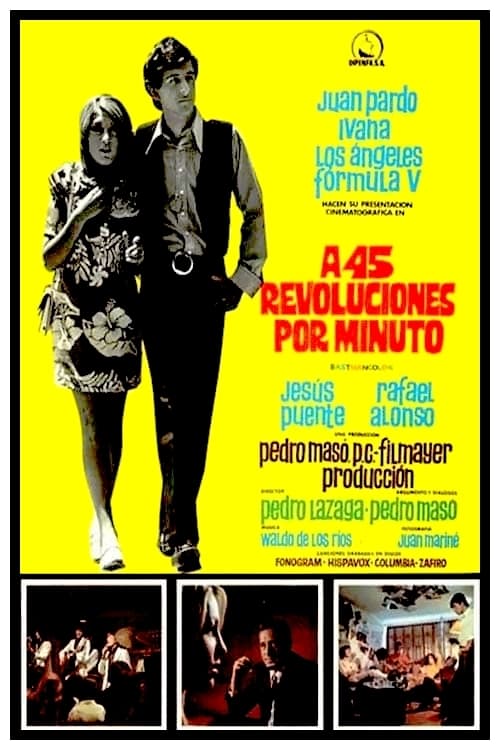 DIPENFA, S.A.
Juan pardo
Ivana
Los ángeles
fórmula V
HACEN SU PRESENTACION
CINEMATOGRAFICA EN
A 45
REVOLUCIONES
POR MINUTO
EASTMANCOLOR
Jesús puente
rafael alonso
UNA PRODUCCION
pedro masó, p.c.-filmayer
producción
DIRECTOR
ARGUMENTO Y DIALOGOS
pedro Lazaga - pedro maso
MUSICA
FOTOGRAFIA
waldo de los rios
Juan mariné
CANCIONES GRABADAS EN DISCOS
FONOGRAM - HISPAVOX - COLUMBIA - ZAFIRO